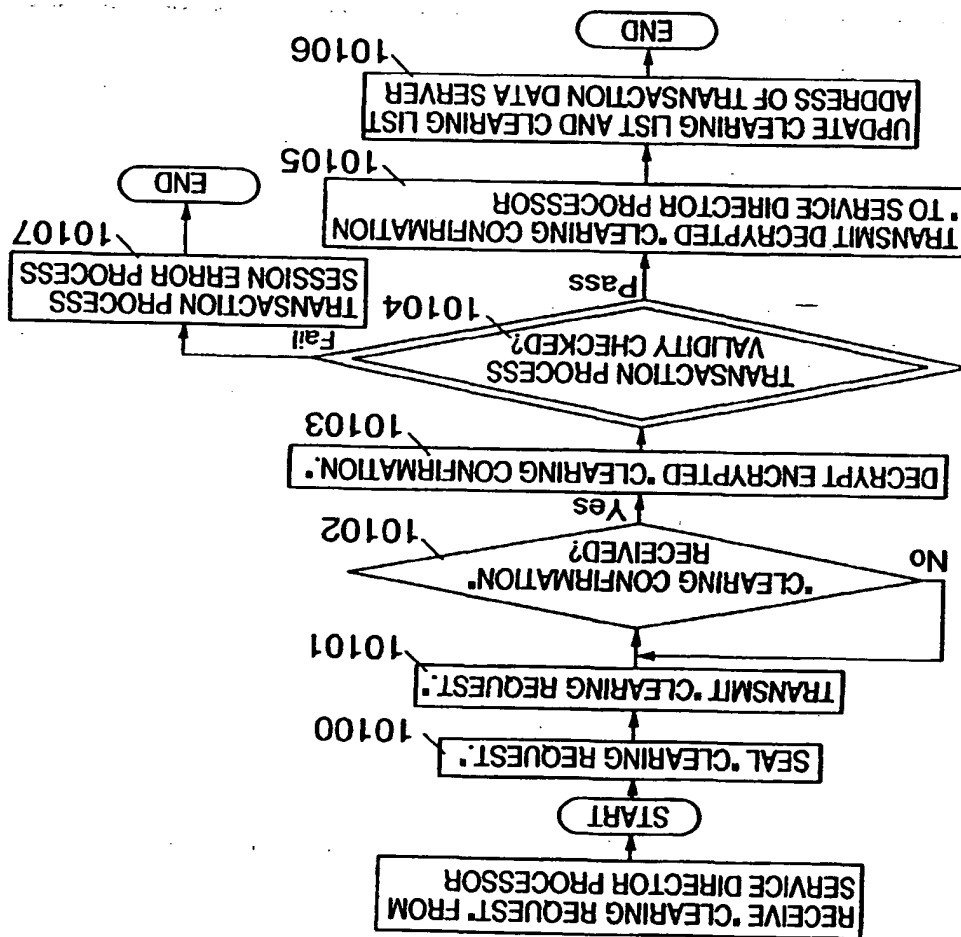 RECEIVE "CLEARING REQUEST" FROM
SERVICE DIRECTOR PROCESSOR
START
SEAL "CLEARING REQUEST."
10100
TRANSMIT "CLEARING REQUEST."
10101
"CLEARING CONFIRMATION"
RECEIVED?
10102
No
Yes
DECRYPT ENCRYPTED "CLEARING CONFIRMATION."
10103
TRANSACTION PROCESS
VALIDITY CHECKED?
10104
Fail
Pass
TRANSACTION PROCESS
SESSION ERROR PROCESS
10107
END
TRANSMIT DECRYPTED "CLEARING CONFIRMATION
" TO SERVICE DIRECTOR PROCESSOR
10105
UPDATE CLEARING LIST AND CLEARING LIST
ADDRESS OF TRANSACTION DATA SERVER
10106
END